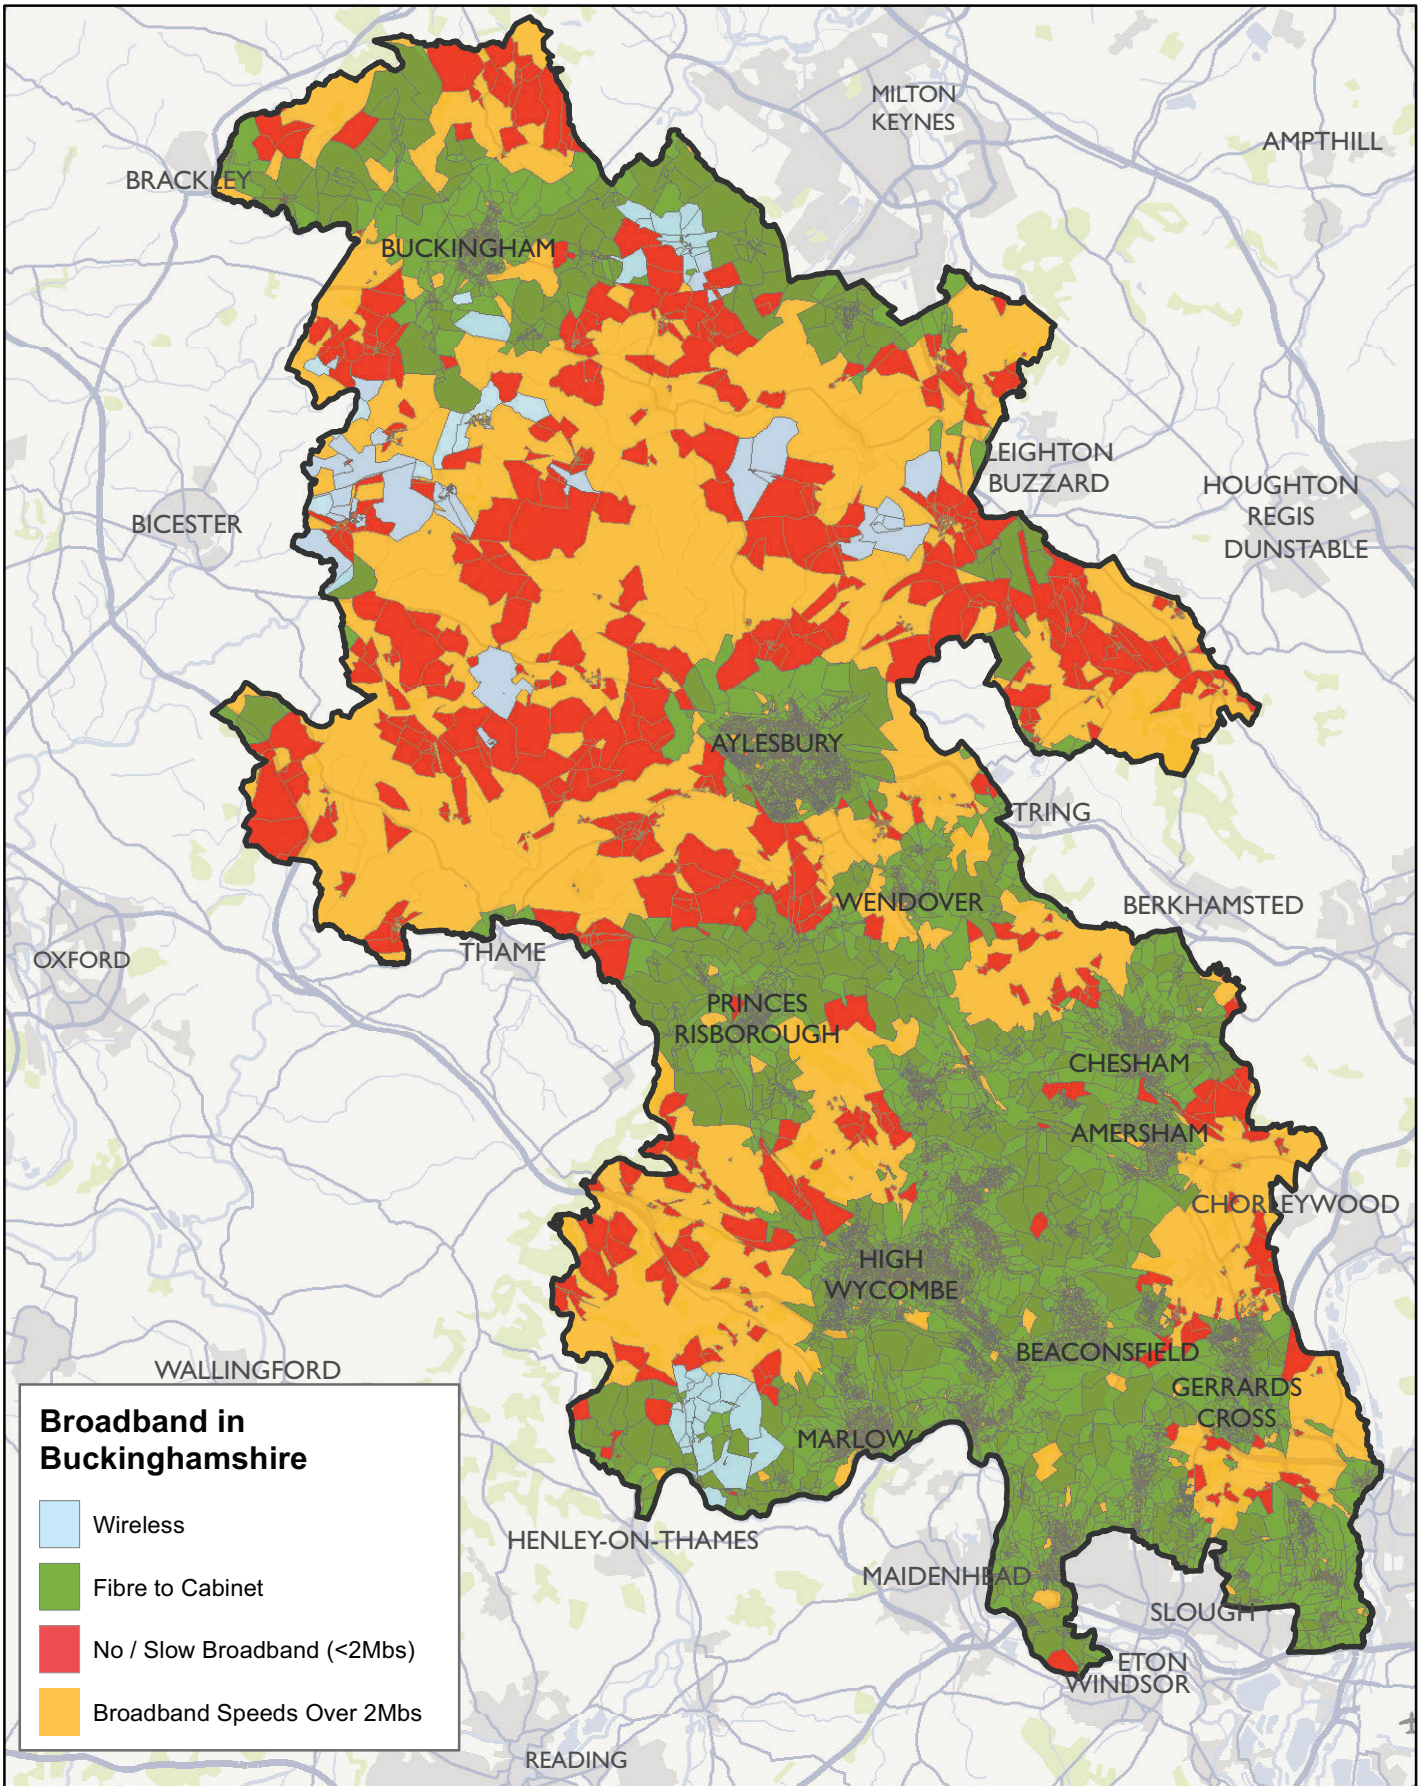 MILTON
KEYNES
AMPTHILL
BRACKLEY
BUCKINGHAM
LEIGHTON
BUZZARD
HOUGHTON
REGIS
DUNSTABLE
BICESTER
AYLESBURY
TRING
WENDOVER
BERKHAMSTED
OXFORD
THAME
PRINCES
RISBOROUGH
CHESHAM
AMERSHAM
CHORLEYWOOD
HIGH
WYCOMBE
BEACONSFIELD
WALLINGFORD
GERRARDS
CROSS
MARLOW
HENLEY-ON-THAMES
MAIDENHEAD
SLOUGH
ETON
WINDSOR
READING
Broadband in
Buckinghamshire
Wireless
Fibre to Cabinet
No / Slow Broadband (<2Mbs)
Broadband Speeds Over 2Mbs